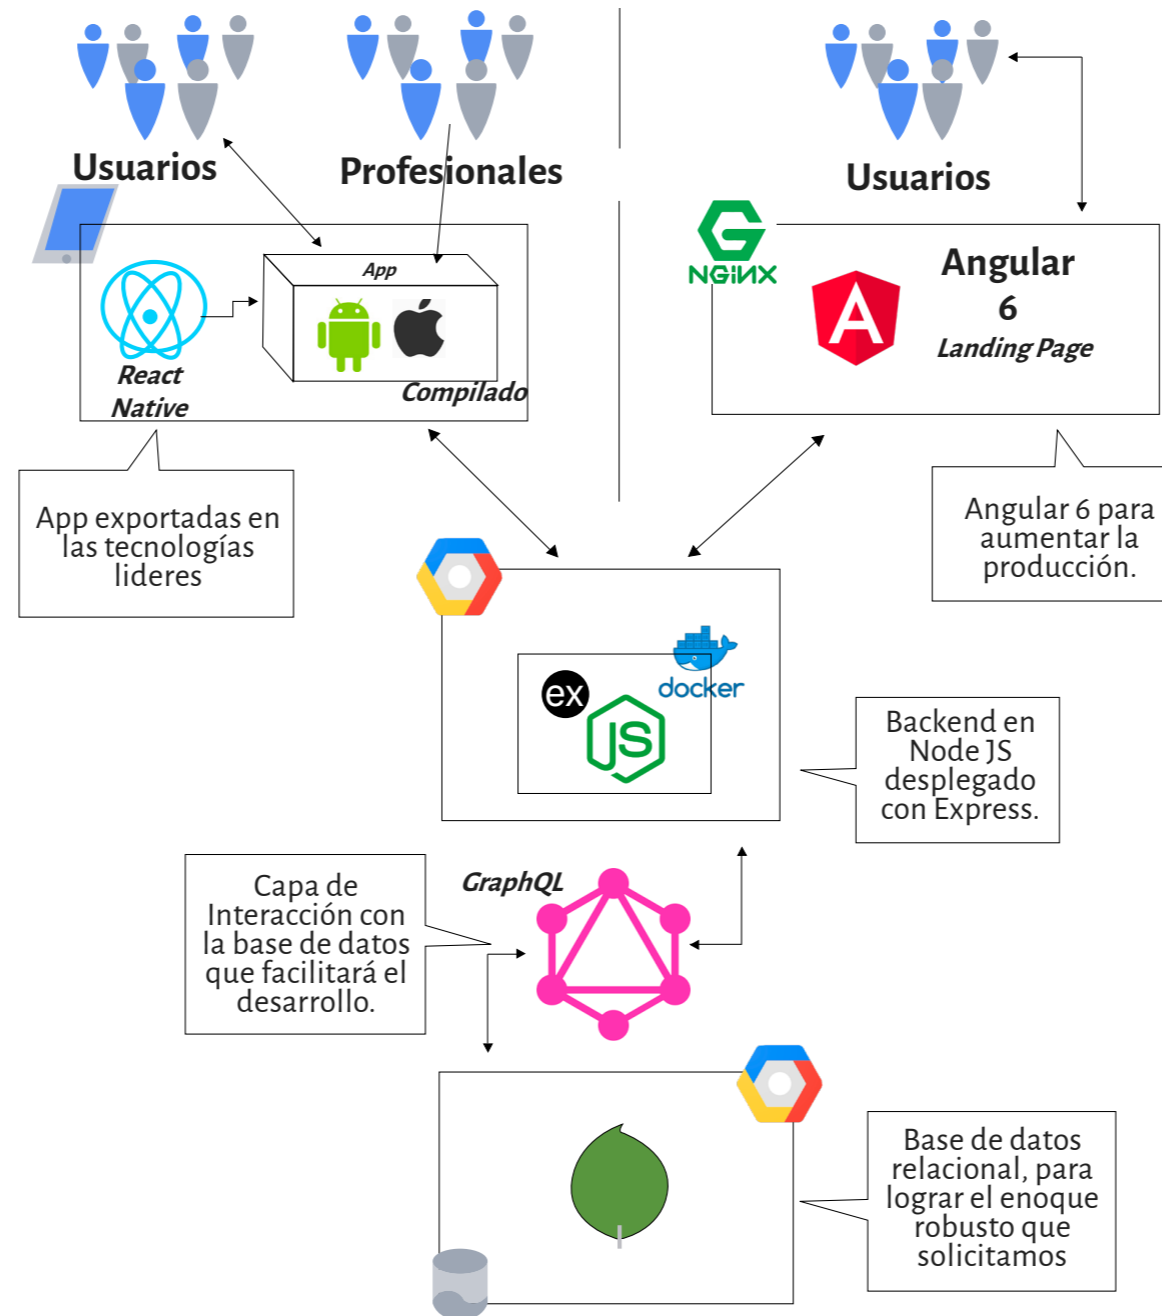 Usuarios
Profesionales
Usuarios
App
React
Native
Compilado
NGiNX
Angular
6
Landing Page
App exportadas en
las tecnologías
lideres
Angular 6 para
aumentar la
producción.
ex
JS
docker
Backend en
Node JS
desplegado
con Express.
GraphQL
Capa de
Interacción con
la base de datos
que facilitará el
desarrollo.
Base de datos
relacional, para
lograr el enoque
robusto que
solicitamos